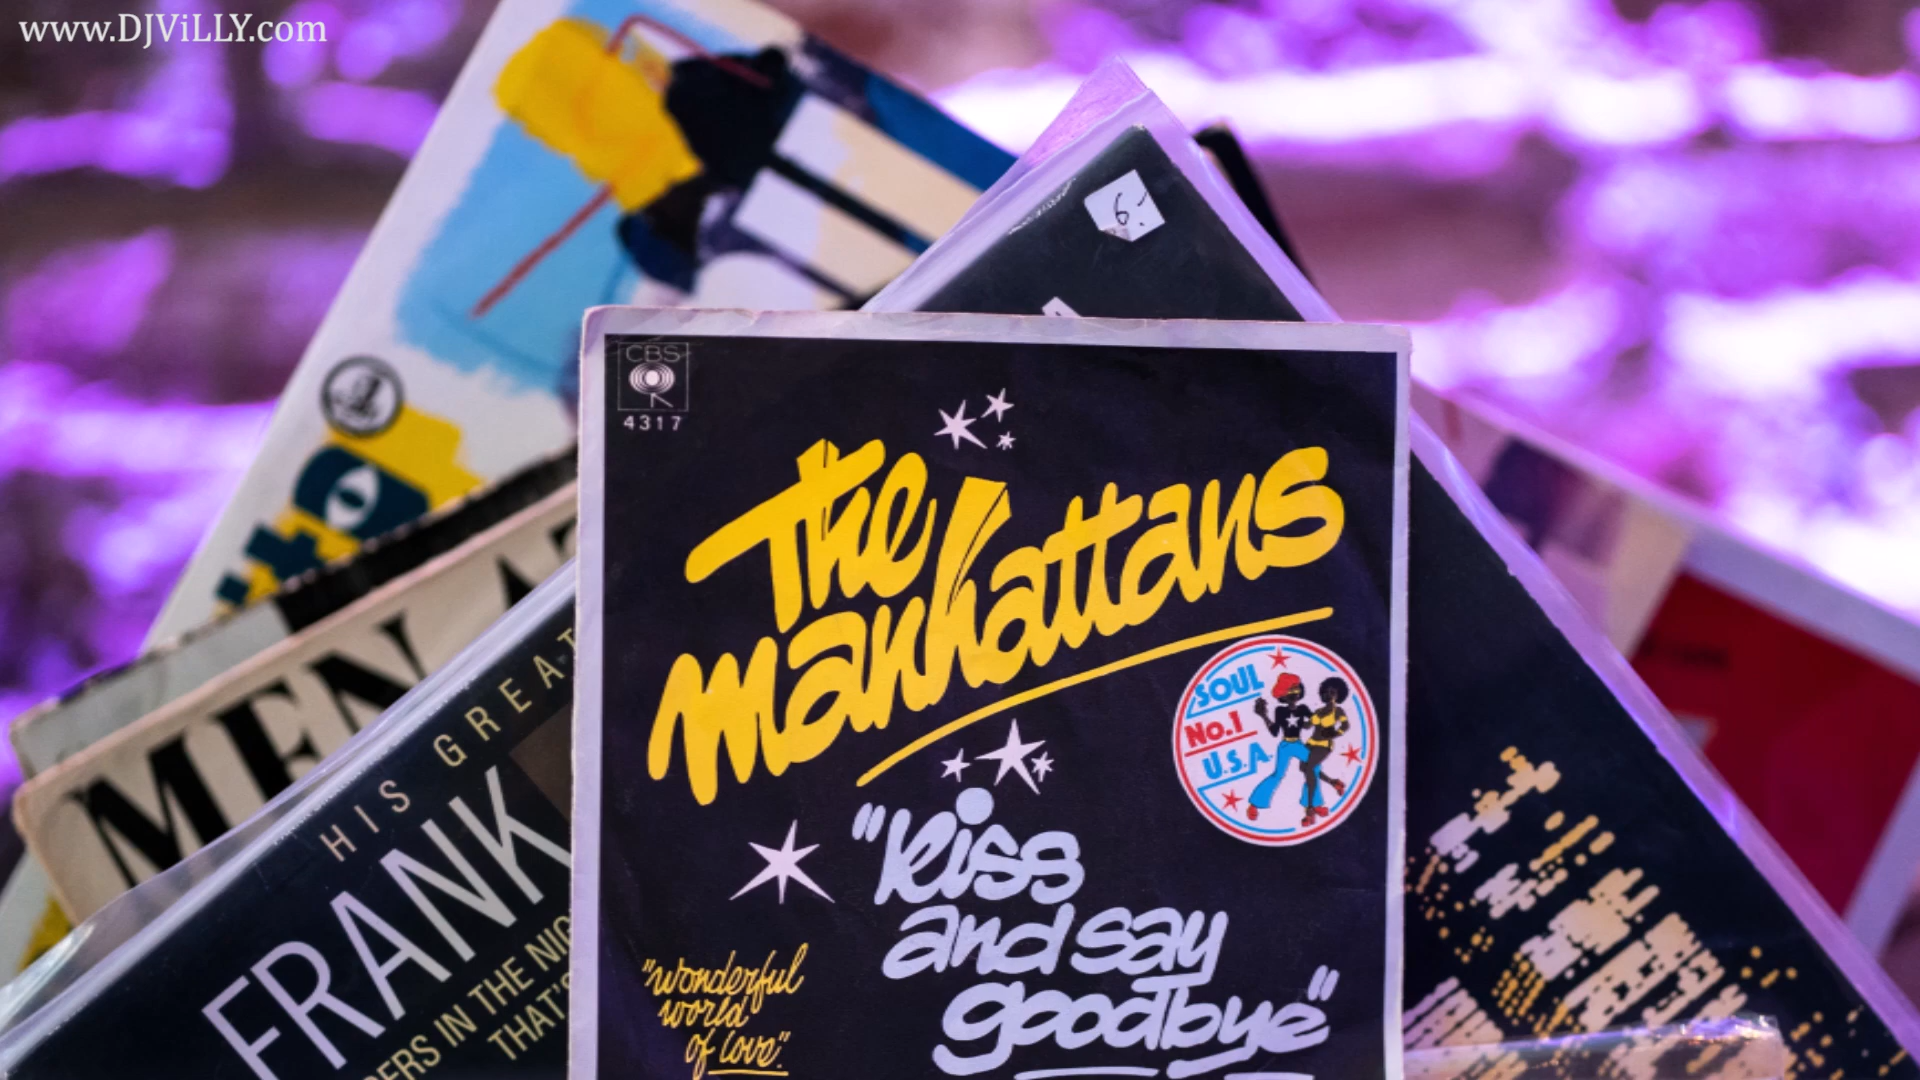 www.DJViLLY.com
6.-
CBS
4317
The
manhattans
SOUL
No.1
U.S.A.
"kiss
and say
goodbye"
"wonderful
world
of love"
MEN A
HIS GREAT
FRANK
ERS IN THE NIG
THAT'S